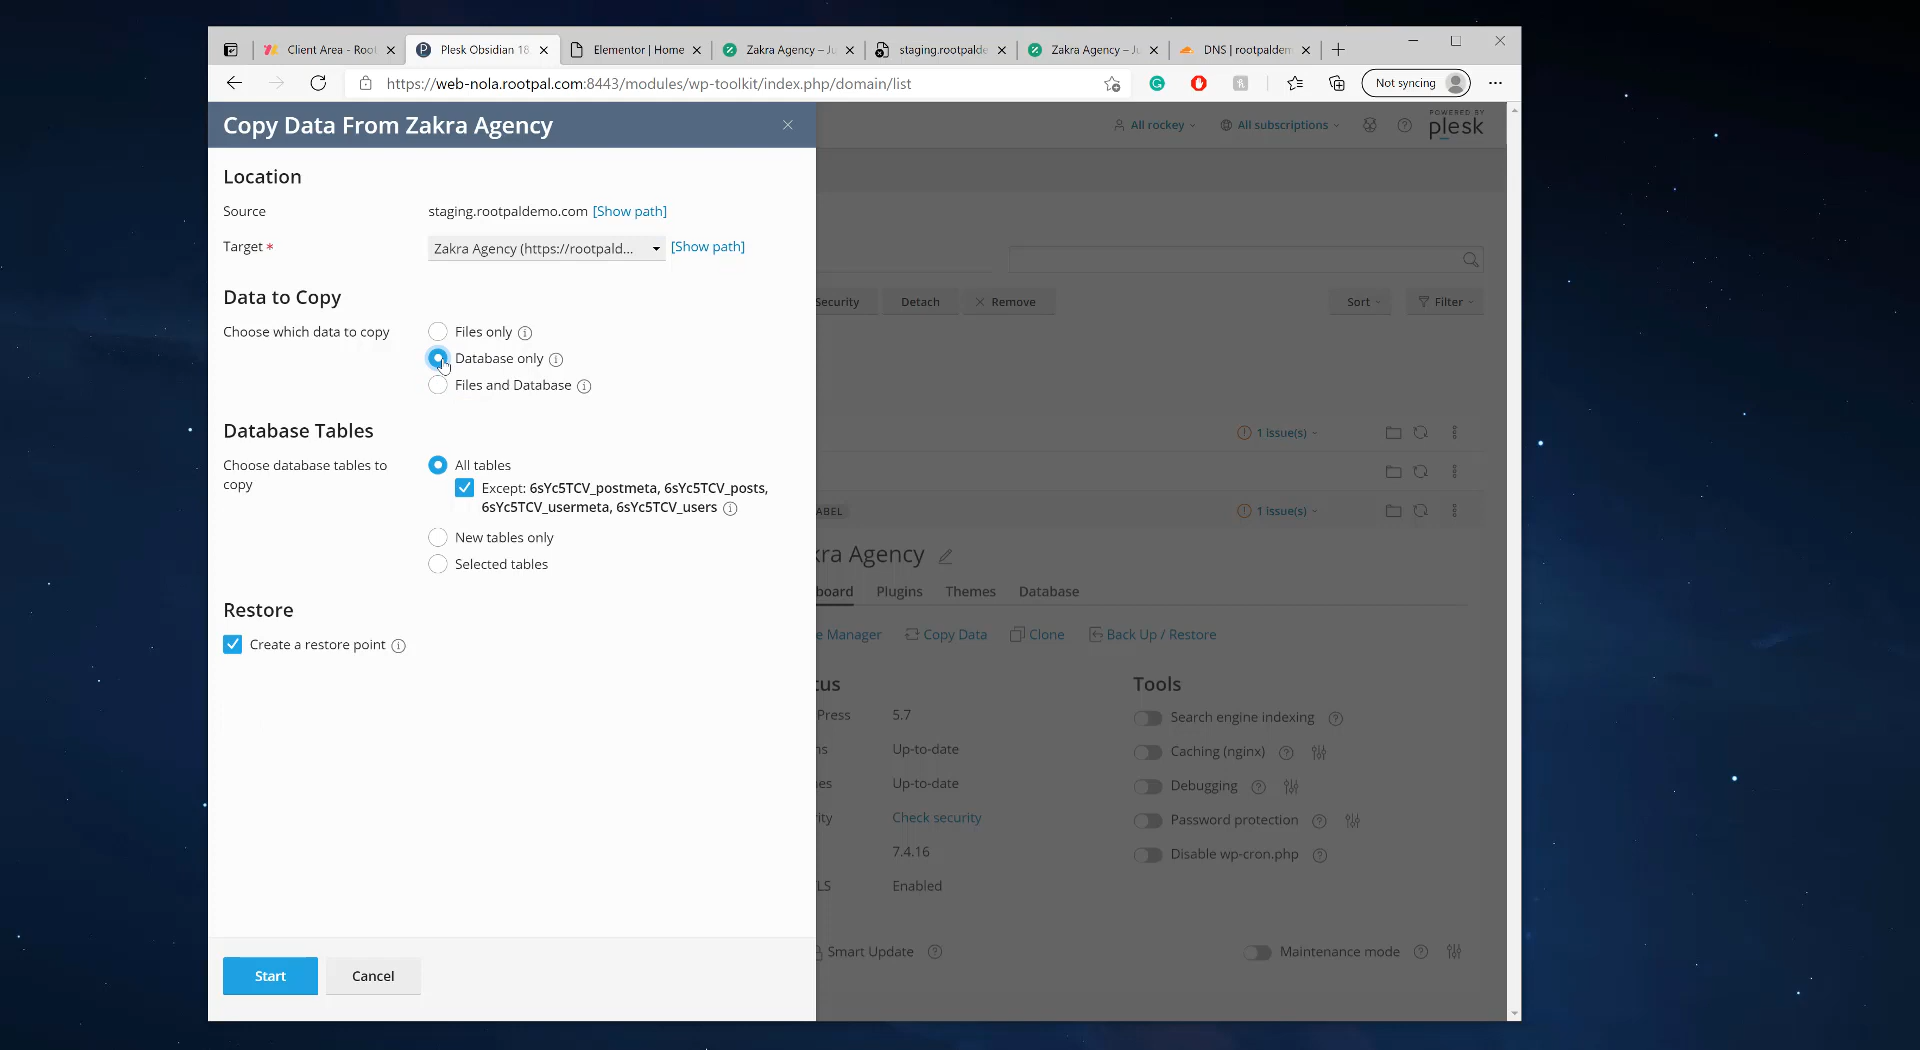 Client Area - Root
Plesk Obsidian 18
Elementor | Home
Zakra Agency – Ju
staging.rootpalde
Zakra Agency – Ju
DNS | rootpaldem
https://web-nola.rootpal.com:8443/modules/wp-toolkit/index.php/domain/list
Not syncing
Copy Data From Zakra Agency
All rockey
All subscriptions
POWERED BY
plesk
Location
Source
staging.rootpaldemo.com [Show path]
Target *
Zakra Agency (https://rootpald...
[Show path]
Data to Copy
Choose which data to copy
Files only
Database only
Files and Database
Database Tables
Choose database tables to
copy
All tables
Except: 6sYc5TCV_postmeta, 6sYc5TCV_posts,
6sYc5TCV_usermeta, 6sYc5TCV_users
New tables only
Selected tables
Restore
Create a restore point
Start
Cancel
Security
Detach
Remove
Sort
Filter
1 issue(s)
ABEL
1 issue(s)
kra Agency
board
Plugins
Themes
Database
e Manager
Copy Data
Clone
Back Up / Restore
tus
Press
5.7
ns
Up-to-date
nes
Up-to-date
rity
Check security
7.4.16
LS
Enabled
Tools
Search engine indexing
Caching (nginx)
Debugging
Password protection
Disable wp-cron.php
Smart Update
Maintenance mode